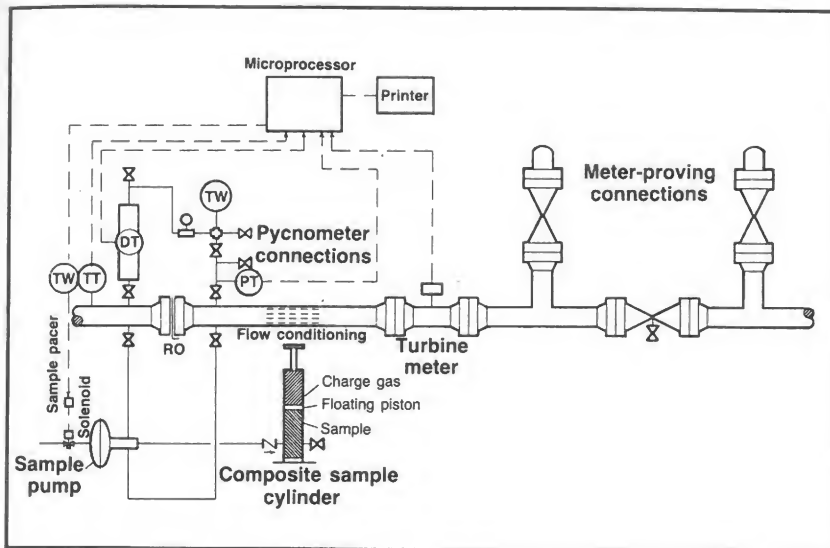 Microprocessor
Printer
Meter-proving
connections
TW
Pycnometer
connections
DT
PT
TW
TT
RO
Flow conditioning
Turbine
meter
Sample pacer
Solenoid
Charge gas
Floating piston
Sample
Sample
pump
Composite sample
cylinder